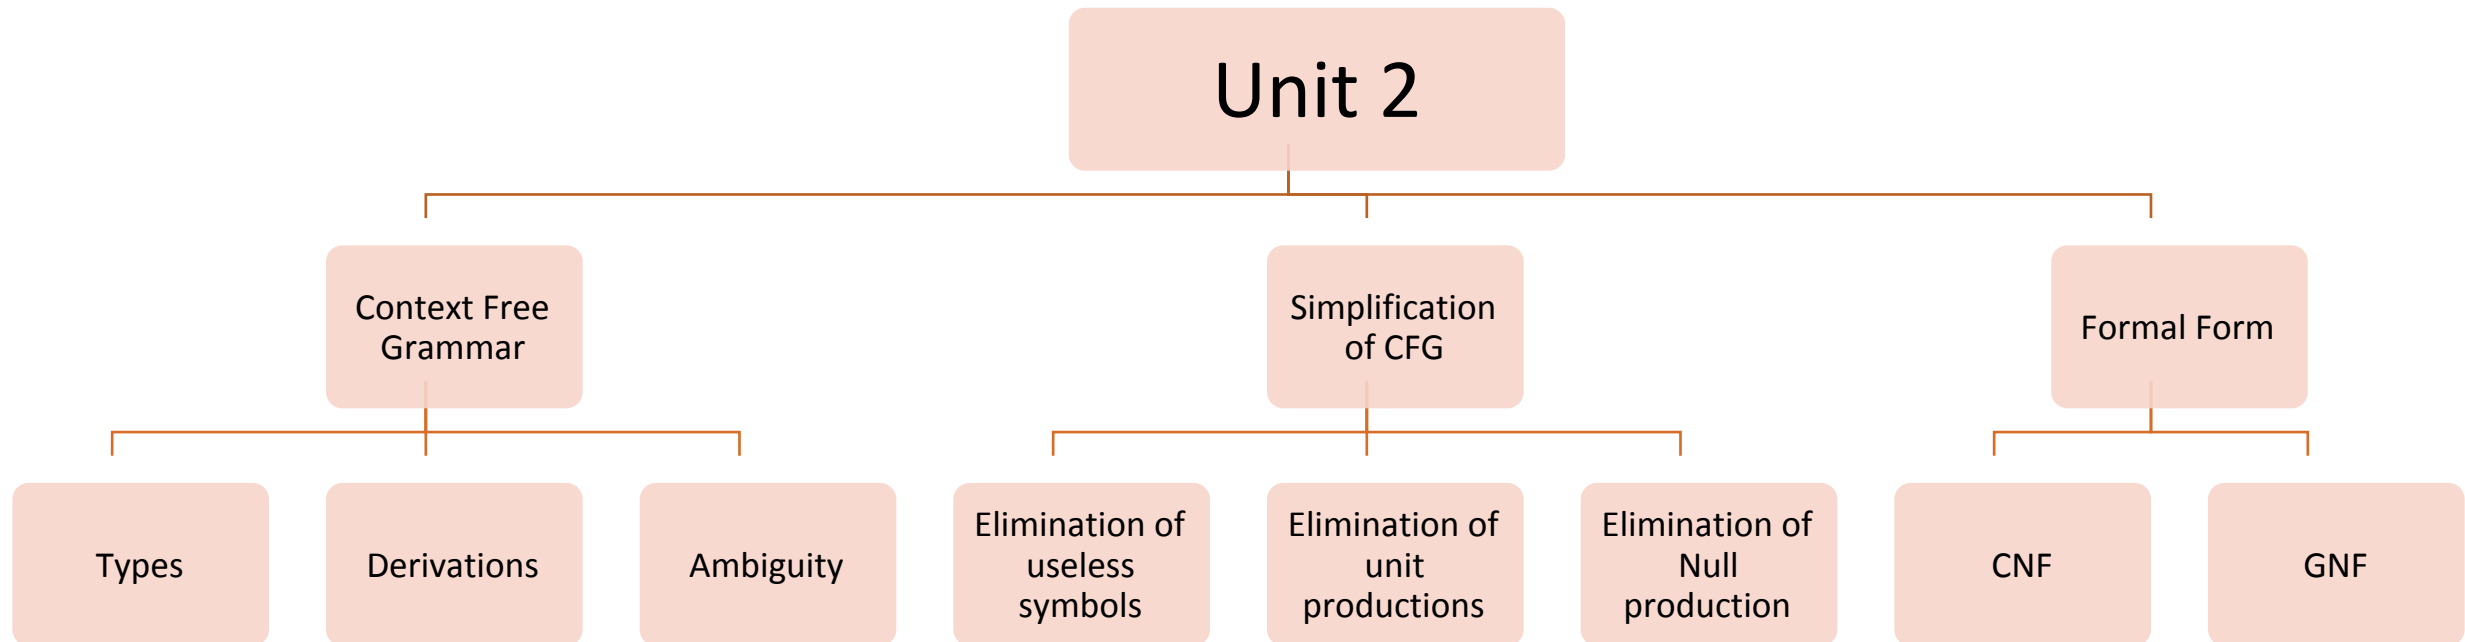 Unit 2
Context Free
Grammar
Simplification
of CFG
Formal Form
Types
Derivations
Ambiguity
Elimination of
useless
symbols
Elimination of
unit
productions
Elimination of
Null
production
CNF
GNF